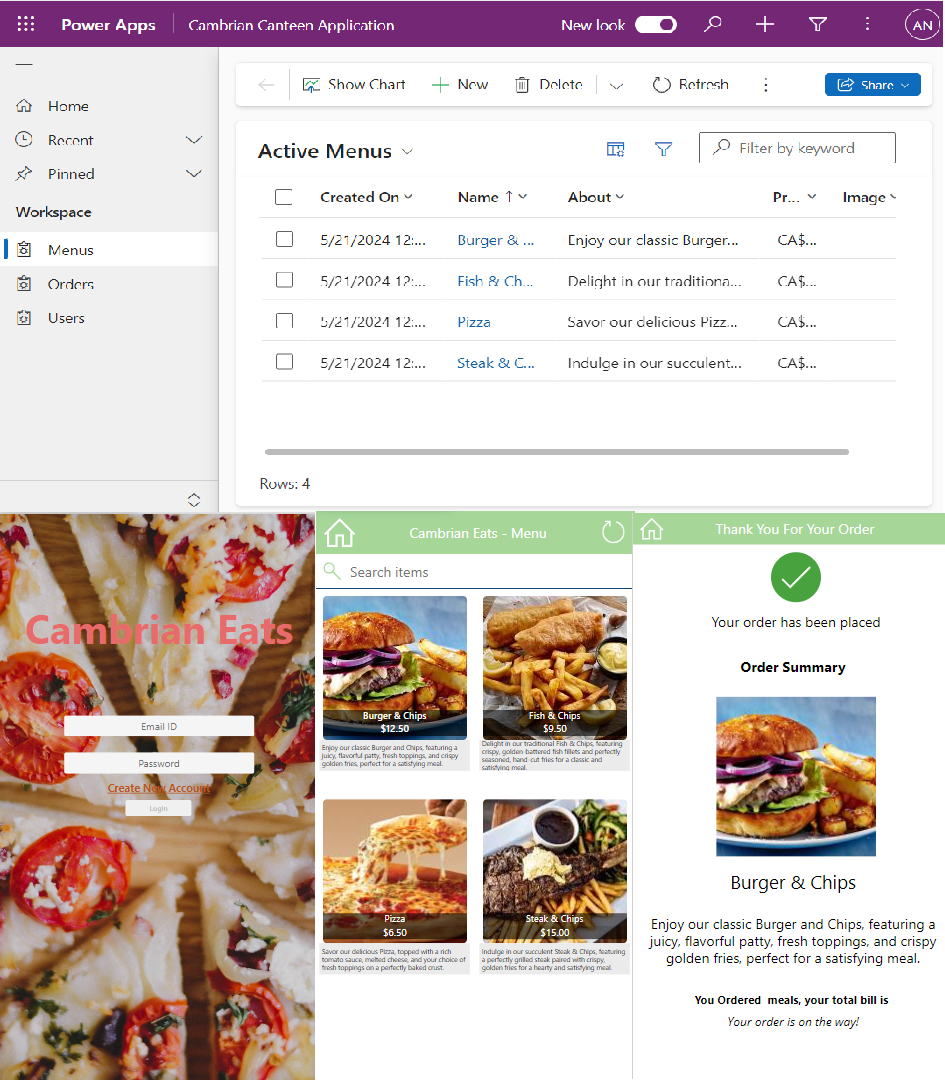 Power Apps
Cambrian Canteen Application
New look
AN
Home
Recent
Pinned
Workspace
Menus
Orders
Users
Show Chart
New
Delete
Refresh
Share
Active Menus
Filter by keyword
Created On Name ↑ About Pr... Image
5/21/2024 12:... Burger & ... Enjoy our classic Burger... CA$...
5/21/2024 12:... Fish & Ch... Delight in our traditiona... CA$...
5/21/2024 12:... Pizza Savor our delicious Pizz... CA$...
5/21/2024 12:... Steak & C... Indulge in our succulent... CA$...
Rows: 4
Cambrian Eats
Email ID
Password
Create New Account
Login
Cambrian Eats - Menu
Search items
Burger & Chips
$12.50
Enjoy our classic Burger and Chips, featuring a
juicy, flavorful patty, fresh toppings, and crispy
golden fries, perfect for a satisfying meal.
Fish & Chips
$9.50
Delight in our traditional Fish & Chips, featuring
crispy, golden-battered fish fillets and perfectly
seasoned, hand-cut fries for a classic and
satisfying meal.
Pizza
$6.50
Savor our delicious Pizza, topped with a rich
tomato sauce, melted cheese, and your choice of
fresh toppings on a perfectly baked crust.
Steak & Chips
$15.00
Indulge in our succulent Steak & Chips, featuring
a perfectly grilled steak paired with crispy,
golden fries for a hearty and satisfying meal.
Thank You For Your Order
Your order has been placed
Order Summary
Burger & Chips
Enjoy our classic Burger and Chips, featuring a
juicy, flavorful patty, fresh toppings, and crispy
golden fries, perfect for a satisfying meal.
You Ordered meals, your total bill is
Your order is on the way!